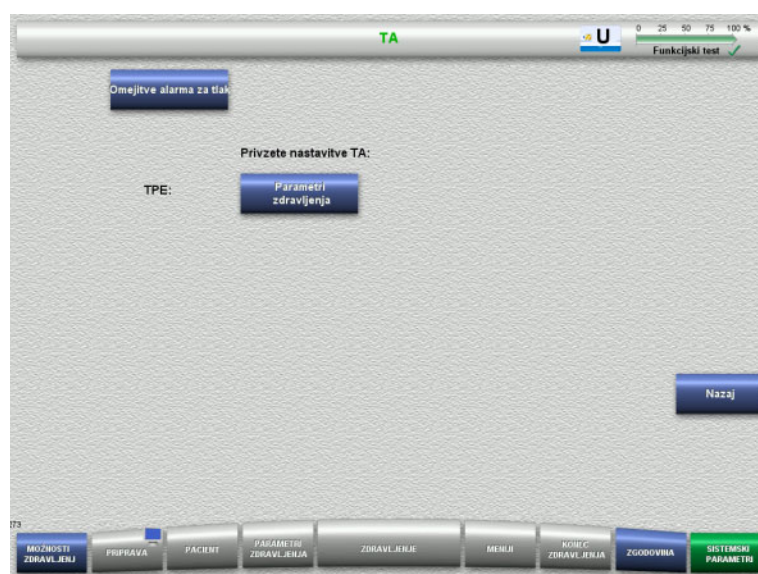 TA
U
0 25 50 75 100 %
Funkcijski test
Omejitve alarma za tlak
Privzete nastavitve TA:
TPE:
Parametri
zdravljenja
Nazaj
273
MOŽNOSTI
ZDRAVLJENJ
PRIPRAVA
PACIENT
PARAMETRI
ZDRAVLJENJA
ZDRAVLJENJE
MENIJI
KONEC
ZDRAVLJENJA
ZGODOVINA
SISTEMSKI
PARAMETRI